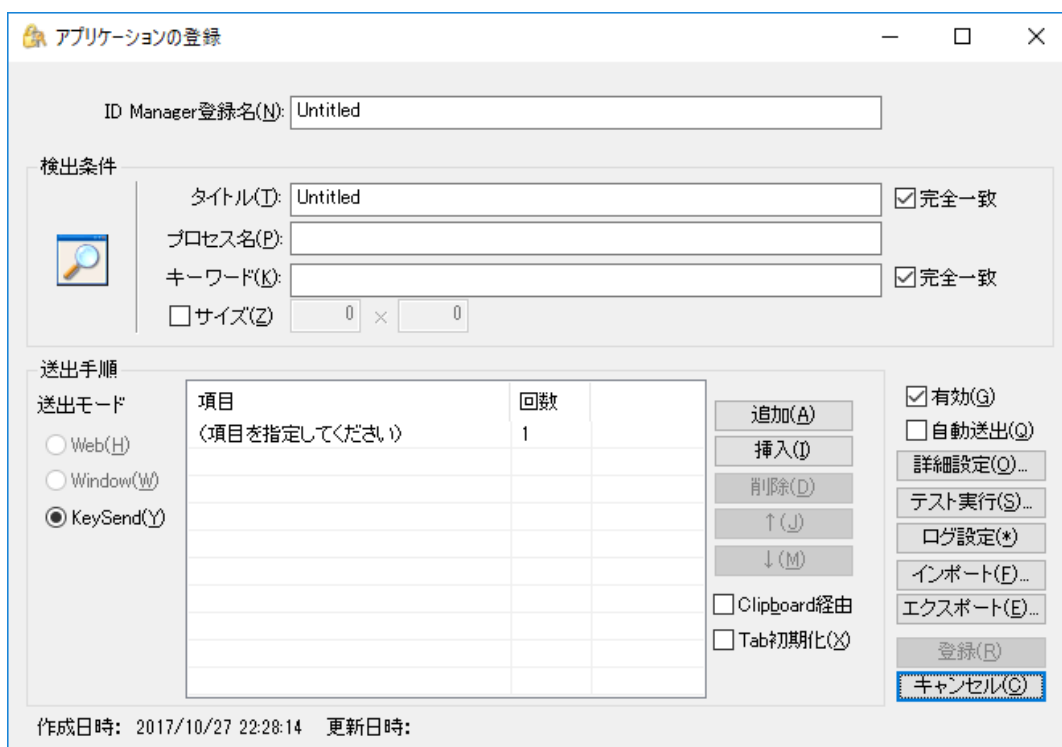 アプリケーションの登録
ID Manager登録名(N): Untitled
検出条件
タイトル(T): Untitled 完全一致
プロセス名(P):
キーワード(K): 完全一致
サイズ(Z) 0 × 0
送出手順
送出モード
Web(H)
Window(W)
KeySend(Y)
項目 回数
(項目を指定してください) 1
追加(A)
挿入(I)
削除(D)
↑(J)
↓(M)
Clipboard経由
Tab初期化(X)
有効(G)
自動送出(Q)
詳細設定(O)...
テスト実行(S)...
ログ設定(*)
インポート(F)...
エクスポート(E)...
登録(R)
キャンセル(C)
作成日時: 2017/10/27 22:28:14 更新日時: